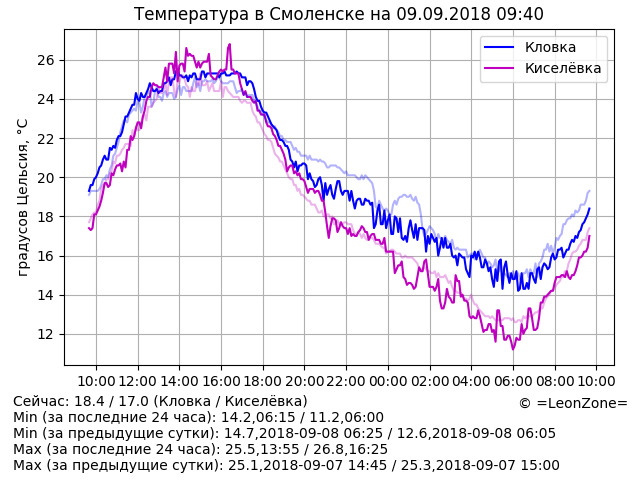 Температура в Смоленске на 09.09.2018 09:40
Кловка
Киселёвка
градусов Цельсия, °C
26
24
22
20
18
16
14
12
10:00 12:00 14:00 16:00 18:00 20:00 22:00 00:00 02:00 04:00 06:00 08:00 10:00
Сейчас: 18.4 / 17.0 (Кловка / Киселёвка)
© =LeonZone=
Min (за последние 24 часа): 14.2,06:15 / 11.2,06:00
Min (за предыдущие сутки): 14.7,2018-09-08 06:25 / 12.6,2018-09-08 06:05
Max (за последние 24 часа): 25.5,13:55 / 26.8,16:25
Max (за предыдущие сутки): 25.1,2018-09-07 14:45 / 25.3,2018-09-07 15:00